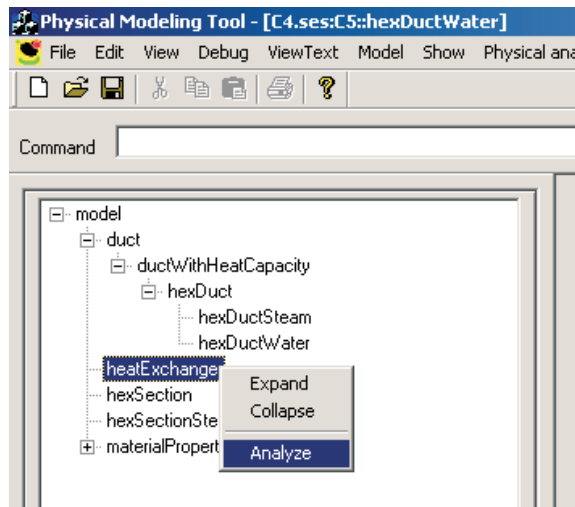 Physical Modeling Tool - [C4.ses:C5::hexDuctWater]
File Edit View Debug ViewText Model Show Physical ana
Command
model
duct
ductWithHeatCapacity
hexDuct
hexDuctSteam
hexDuctWater
heatExchange
Expand
hexSection
Collapse
hexSectionSte
materialPropert
Analyze